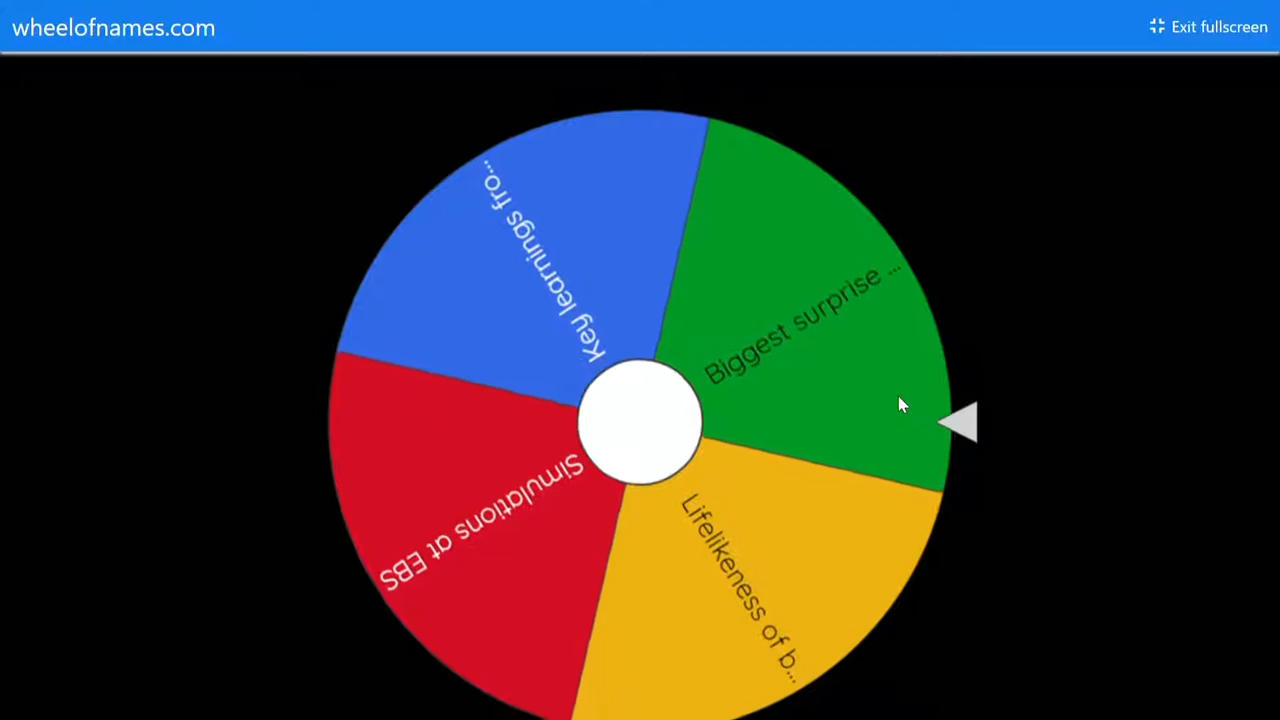 wheelofnames.com
Exit fullscreen
Key learnings fro...
Biggest surprise ...
Simulations at EBS
Lifelikeness of b...